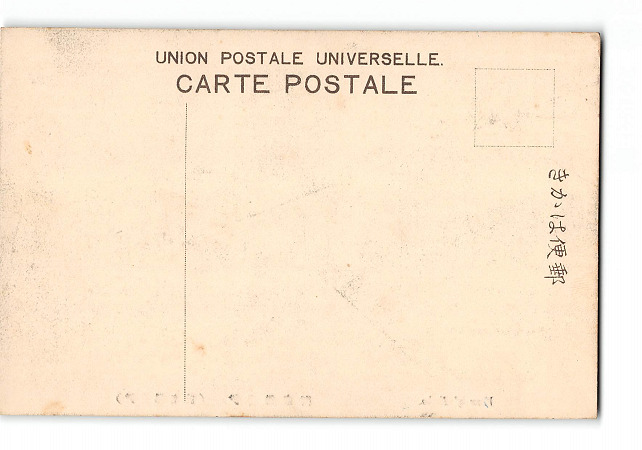 UNION POSTALE UNIVERSELLE.
CARTE POSTALE
きかは便郵